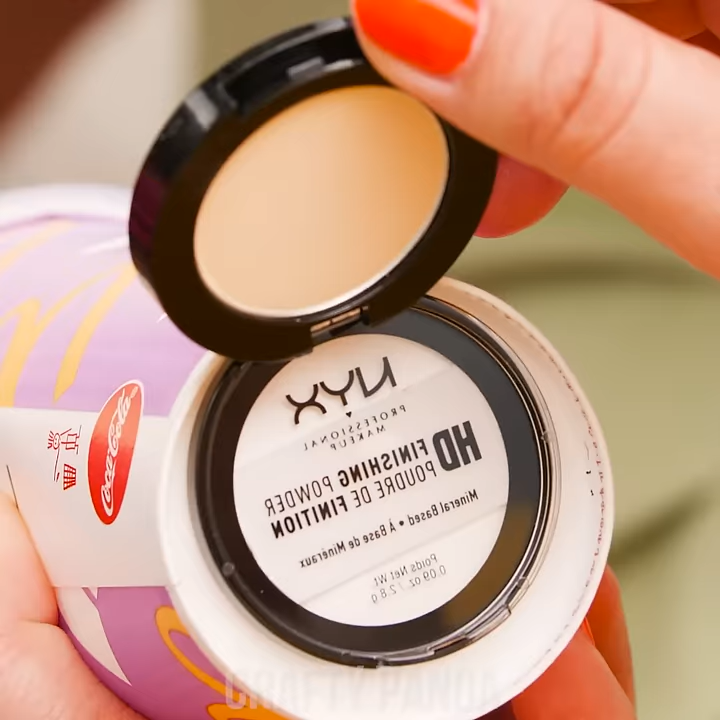 NYX
PROFESSIONAL
MAKEUP
HD FINISHING POWDER
POUDRE DE FINITION
Mineral Based • À Base de Minéraux
Poids Net Wt
0.09 oz. / 2.8 g
Coca-Cola
CRAFTY PANDA